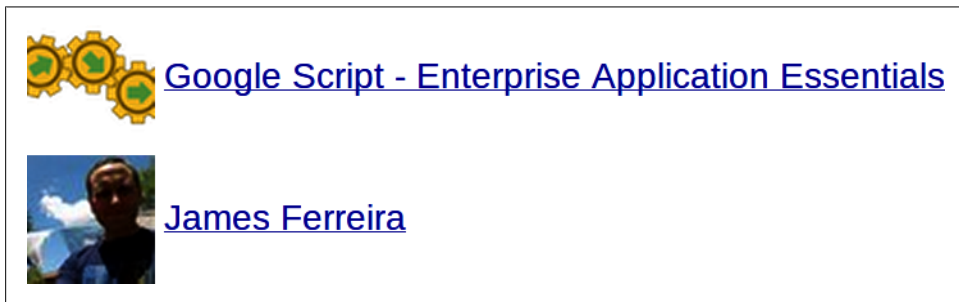 Google Script - Enterprise Application Essentials
James Ferreira